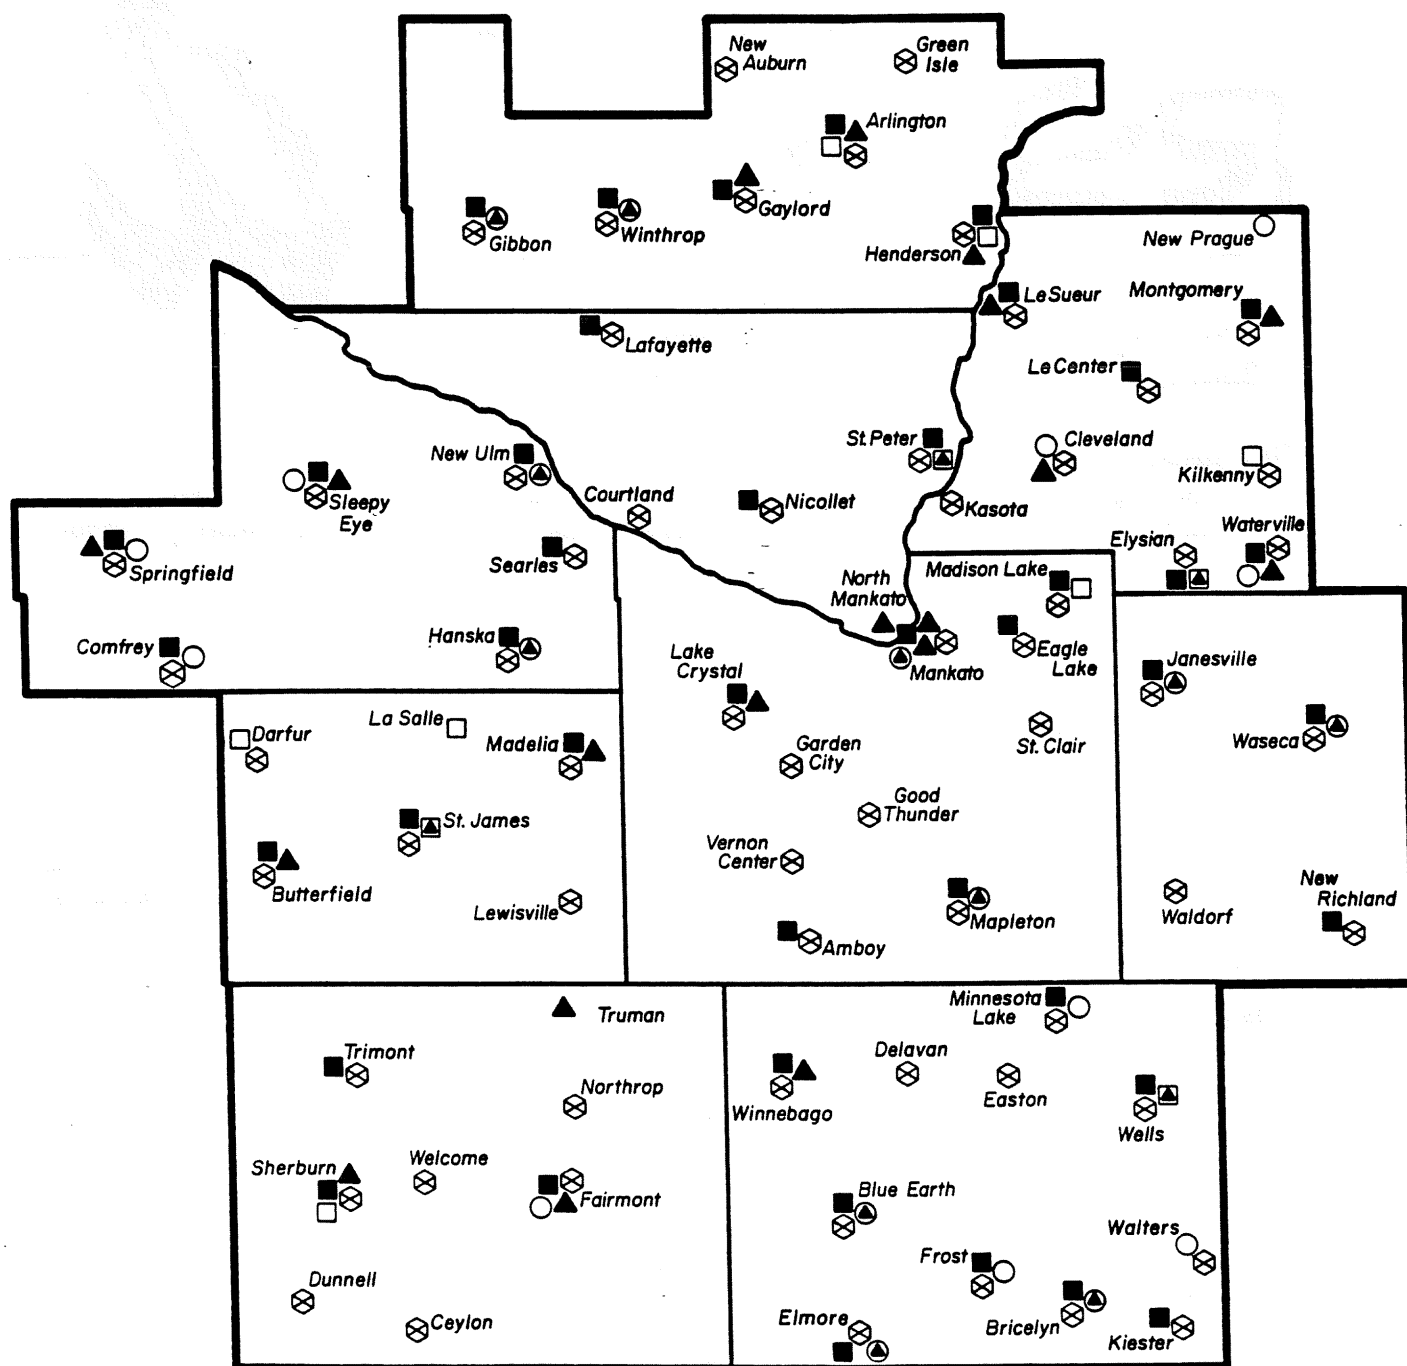 New
Auburn
Green
Isle
Arlington
Gaylord
Gibbon
Winthrop
Henderson
New Prague
Le Sueur
Montgomery
Lafayette
Le Center
St. Peter
Cleveland
New Ulm
Kilkenny
Sleepy
Eye
Courtland
Nicollet
Kasota
Waterville
Elysian
Springfield
Searles
Madison Lake
North
Mankato
Comfrey
Hanska
Lake
Crystal
Mankato
Eagle
Lake
Janesville
La Salle
Darfur
Madelia
Garden
City
St. Clair
Waseca
Good
Thunder
St. James
Vernon
Center
Butterfield
Lewisville
Mapleton
Waldorf
New
Richland
Amboy
Minnesota
Lake
Truman
Trimont
Delavan
Northrop
Winnebago
Easton
Wells
Sherburn
Welcome
Fairmont
Blue Earth
Walters
Frost
Dunnell
Ceylon
Elmore
Bricelyn
Kiester